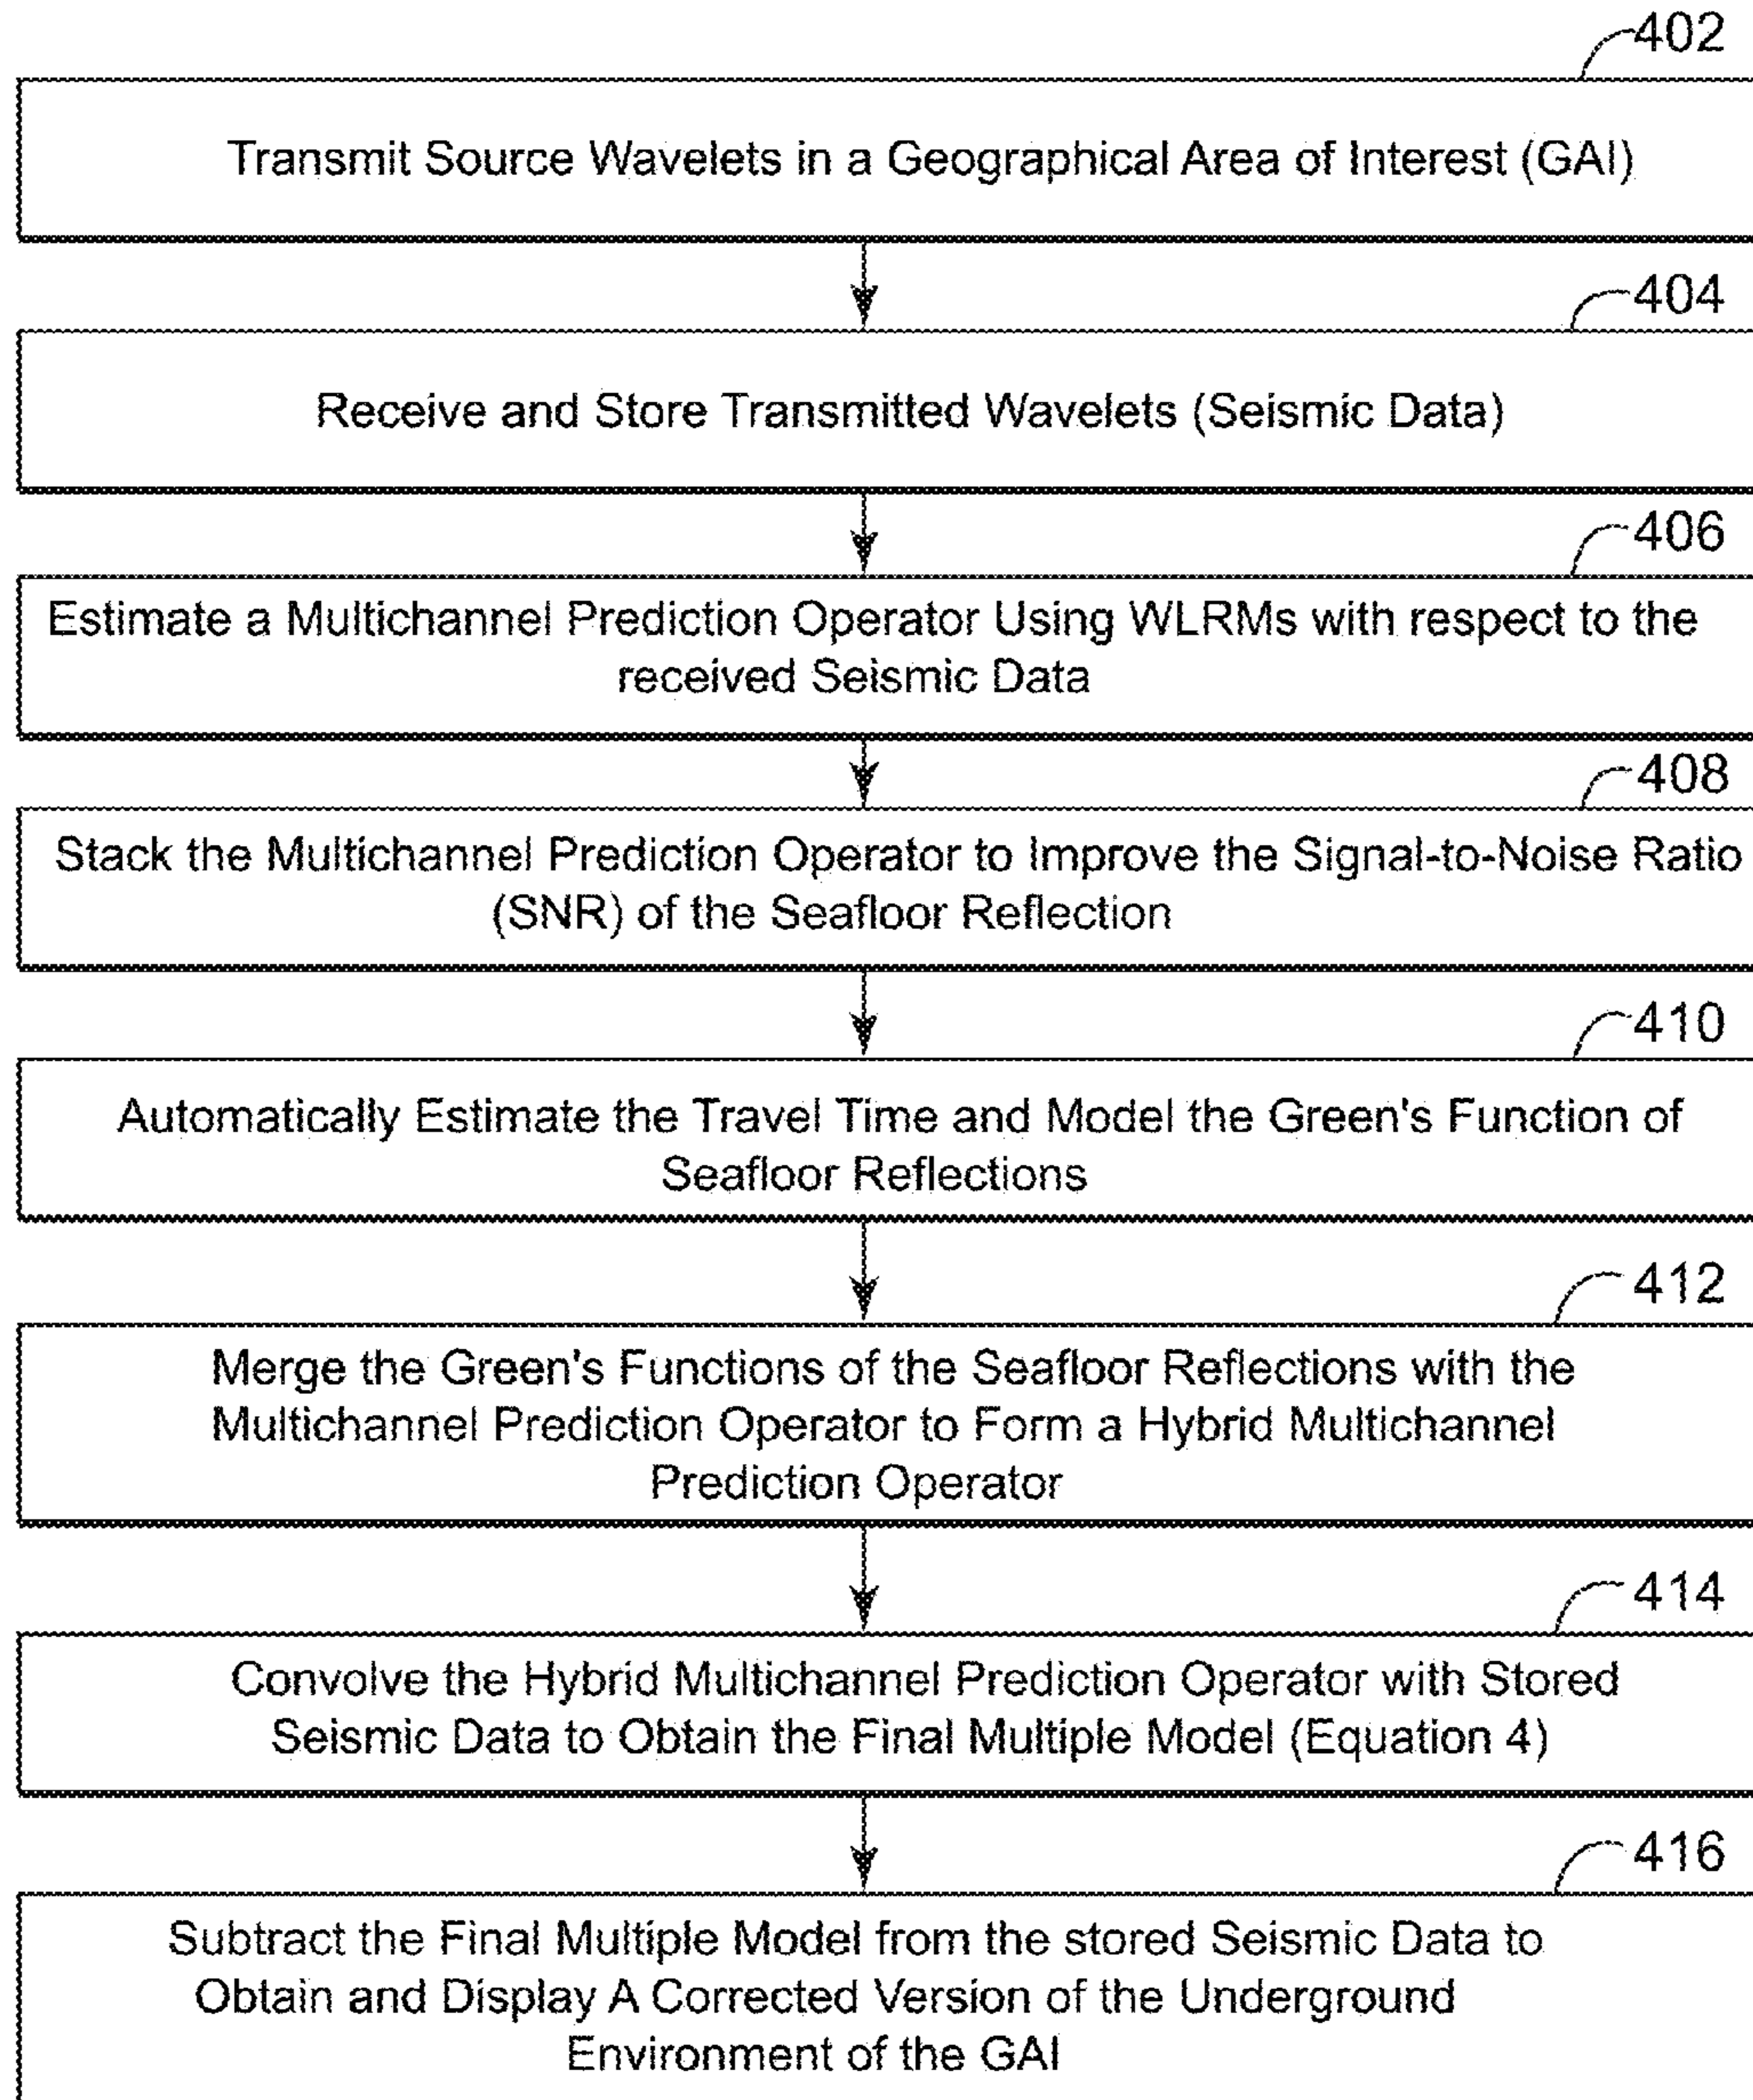 402
Transmit Source Wavelets in a Geographical Area of Interest (GAI)
404
Receive and Store Transmitted Wavelets (Seismic Data)
406
Estimate a Multichannel Prediction Operator Using WLRMs with respect to the
received Seismic Data
408
Stack the Multichannel Prediction Operator to Improve the Signal-to-Noise Ratio
(SNR) of the Seafloor Reflection
410
Automatically Estimate the Travel Time and Model the Green's Function of
Seafloor Reflections
412
Merge the Green's Functions of the Seafloor Reflections with the
Multichannel Prediction Operator to Form a Hybrid Multichannel
Prediction Operator
414
Convolve the Hybrid Multichannel Prediction Operator with Stored
Seismic Data to Obtain the Final Multiple Model (Equation 4)
416
Subtract the Final Multiple Model from the stored Seismic Data to
Obtain and Display A Corrected Version of the Underground
Environment of the GAI